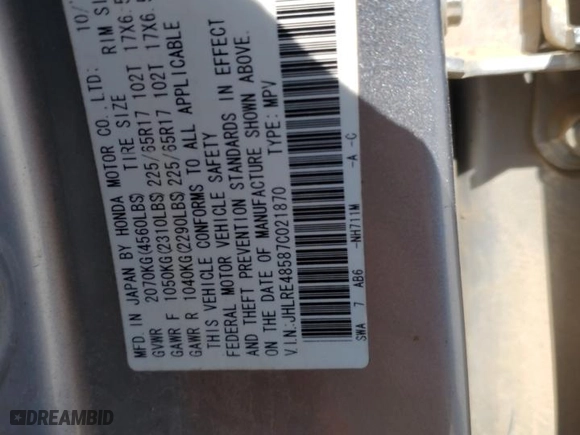 MFD. IN JAPAN BY HONDA MOTOR CO., LTD: 10/
GVWR 2070KG(4560LBS) TIRE SIZE RIM SI
GAWR F 1050KG(2310LBS) 225/65R17 102T 17X6.5
GAWR R 1040KG(2290LBS) 225/65R17 102T 17X6.5
THIS VEHICLE CONFORMS TO ALL APPLICABLE
FEDERAL MOTOR VEHICLE SAFETY
AND THEFT PREVENTION STANDARDS IN EFFECT
ON THE DATE OF MANUFACTURE SHOWN ABOVE.
V.I.N.:JHLRE48587C021870 TYPE: MPV
SWA 7 AB6 -NH711M -A -C
DREAMBID